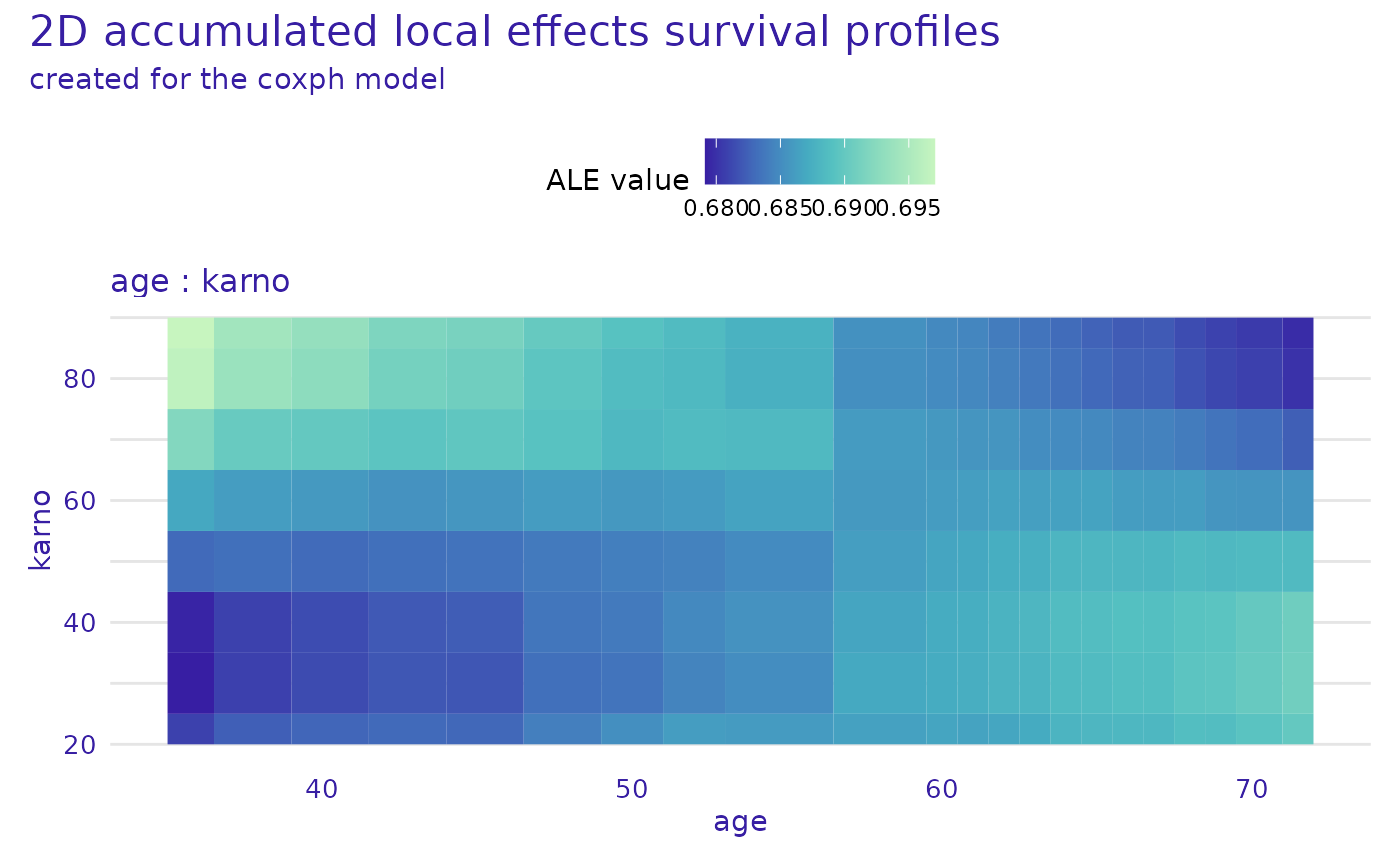 2D accumulated local effects survival profiles
created for the coxph model
ALE value
0.680 0.685 0.690 0.695
age : karno
80
60
karno
40
20
40 50 60 70
age